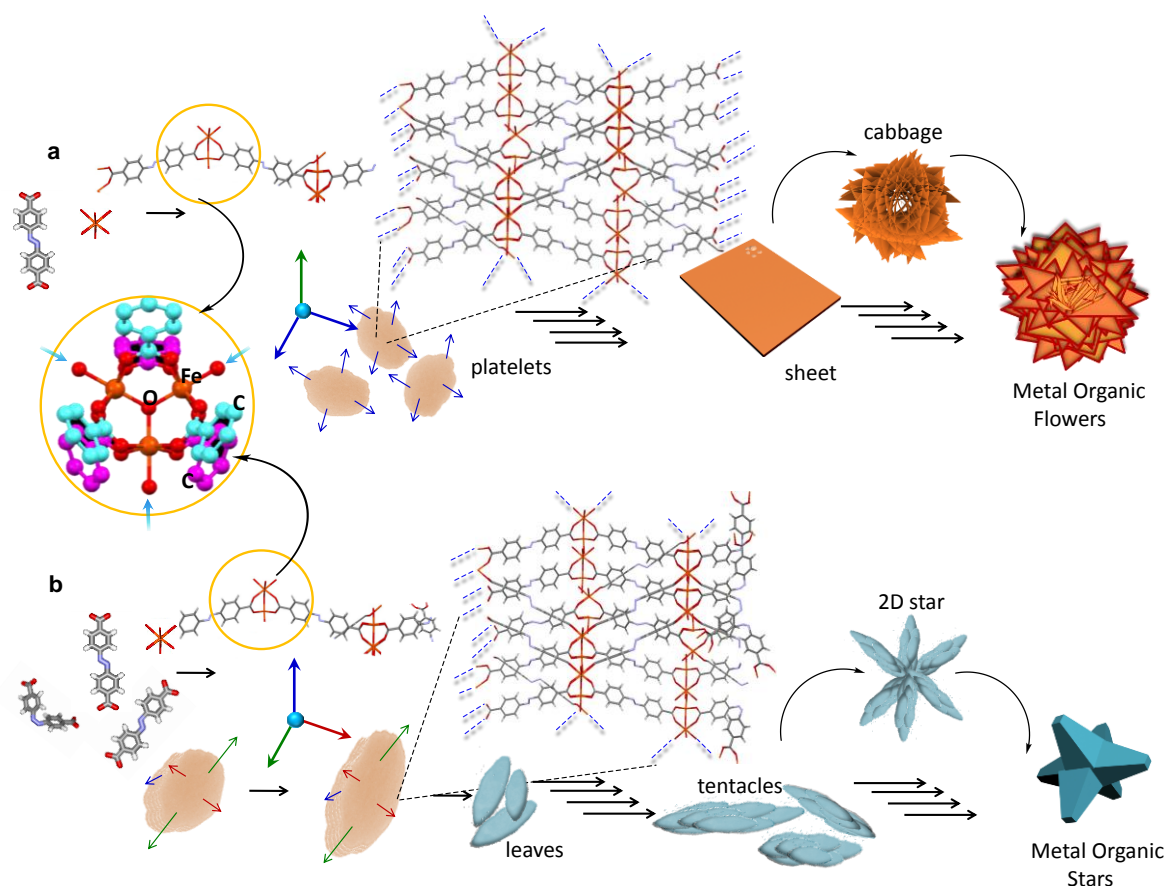 a
cabbage
Fe
O
C
C
platelets
sheet
Metal Organic
Flowers
b
2D star
tentacles
leaves
Metal Organic
Stars